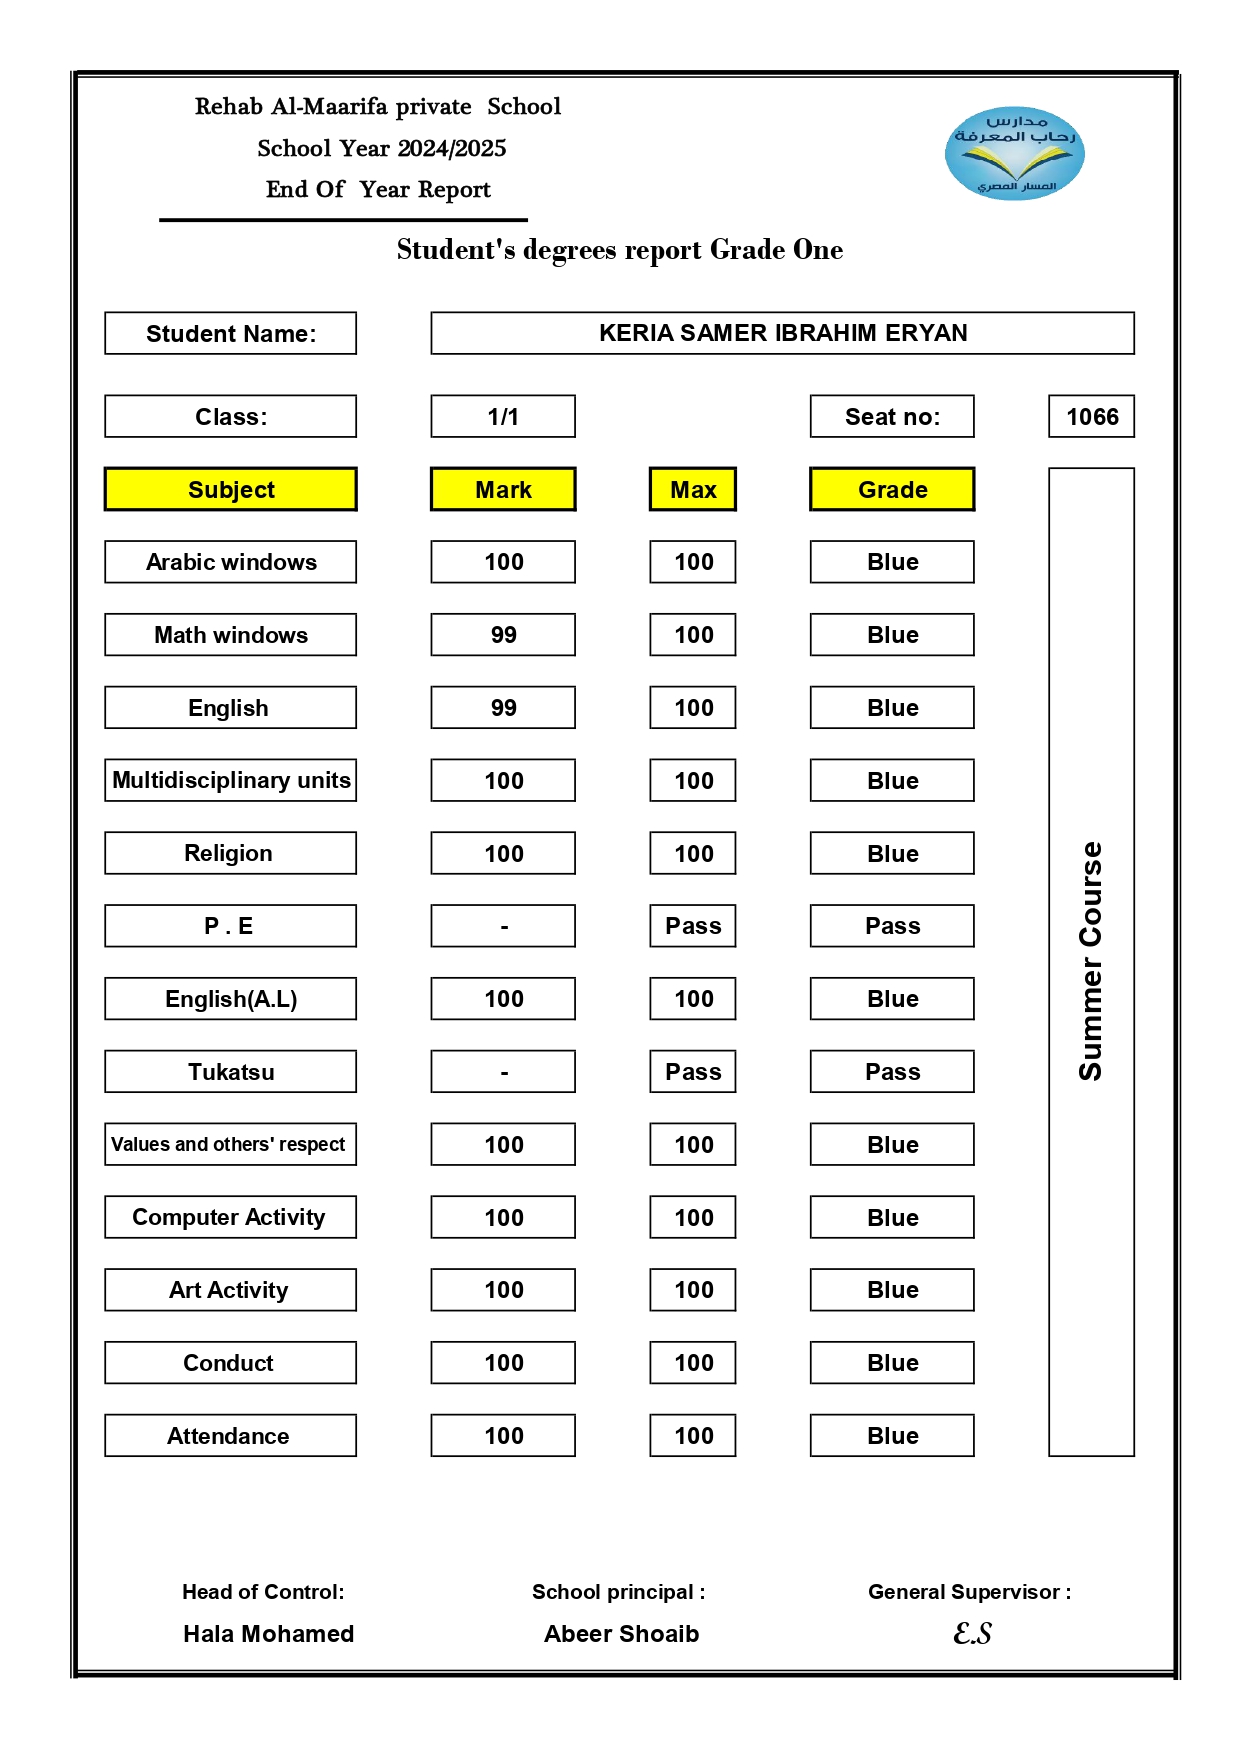 Rehab Al-Maarifa private School
School Year 2024/2025
End Of Year Report
مدارس
رحاب المعرفة
المسار المصري
Student's degrees report Grade One
Student Name: KERIA SAMER IBRAHIM ERYAN
Class: 1/1 Seat no: 1066
Subject Mark Max Grade
Arabic windows 100 100 Blue
Math windows 99 100 Blue
English 99 100 Blue
Multidisciplinary units 100 100 Blue
Religion 100 100 Blue
P . E - Pass Pass
English(A.L) 100 100 Blue
Tukatsu - Pass Pass
Values and others' respect 100 100 Blue
Computer Activity 100 100 Blue
Art Activity 100 100 Blue
Conduct 100 100 Blue
Attendance 100 100 Blue
Summer Course
Head of Control: School principal : General Supervisor :
Hala Mohamed Abeer Shoaib E.S